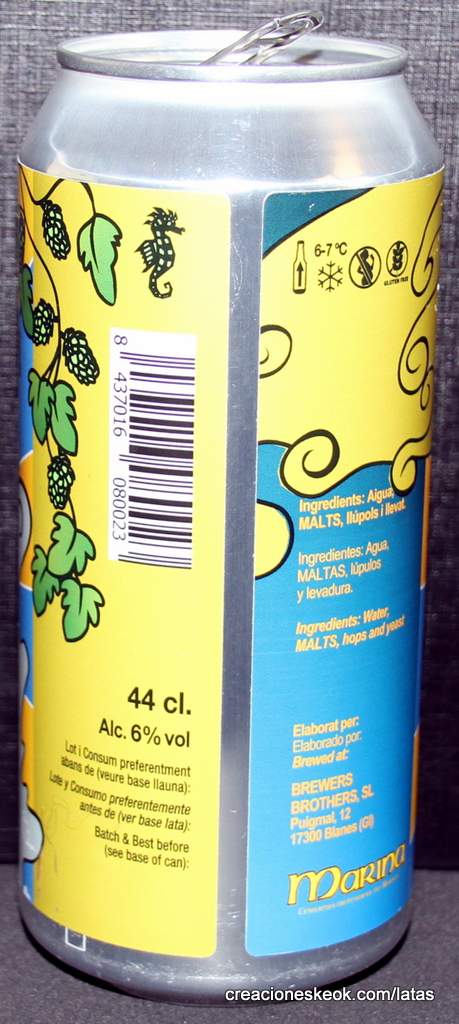 8 437016 080023
44 cl.
Alc. 6% vol
Lot i Consum preferentment
abans de (veure base llauna):
Lote y Consumo preferentemente
antes de (ver base lata):
Batch & Best before
(see base of can):
6-7 ºC
GLUTEN FREE
Ingredients: Aigua,
MALTS, llúpols i llevat.
Ingredientes: Agua,
MALTAS, lúpulos
y levadura.
Ingredients: Water,
MALTS, hops and yeast
Elaborat per:
Elaborado por:
Brewed at:
BREWERS
BROTHERS, SL
Puigmal, 12
17300 Blanes (GI)
Marina
creacioneskeok.com/latas